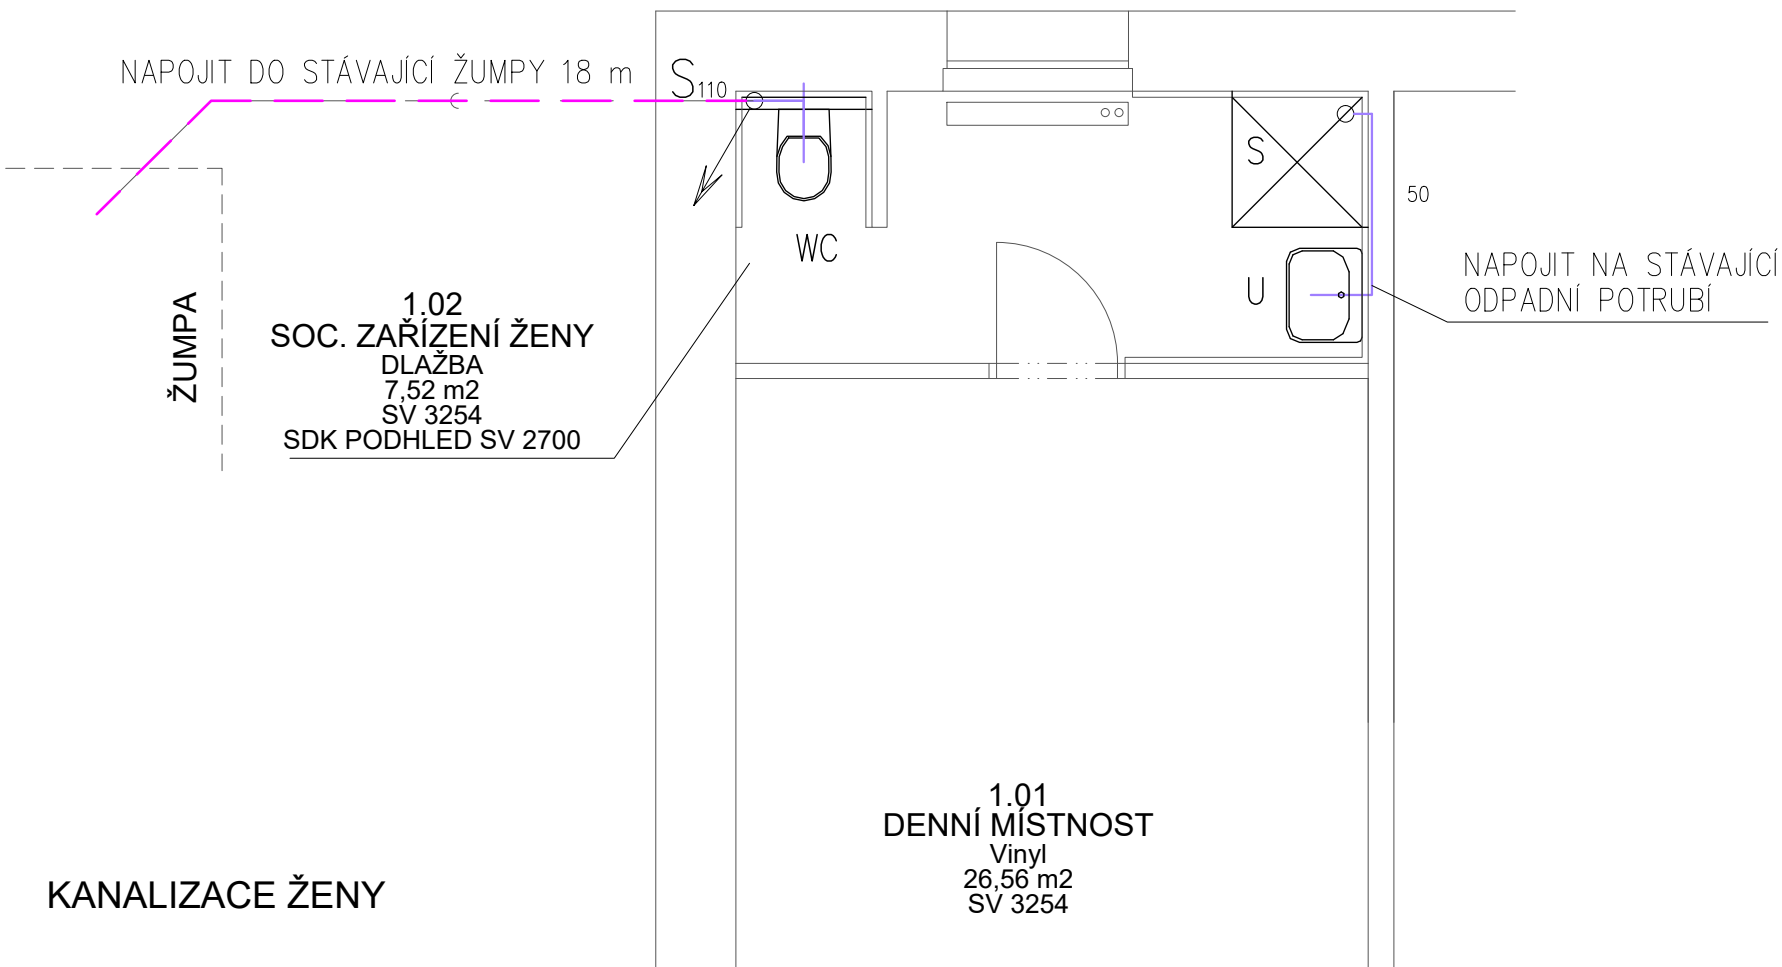 NAPOJIT DO STÁVAJÍCÍ ŽUMPY 18 m
S110
S
50
WC
U
NAPOJIT NA STÁVAJÍCÍ
ODPADNÍ POTRUBÍ
ŽUMPA
1.02
SOC. ZAŘÍZENÍ ŽENY
DLAŽBA
7,52 m2
SV 3254
SDK PODHLED SV 2700
1.01
DENNÍ MÍSTNOST
Vinyl
26,56 m2
SV 3254
KANALIZACE ŽENY